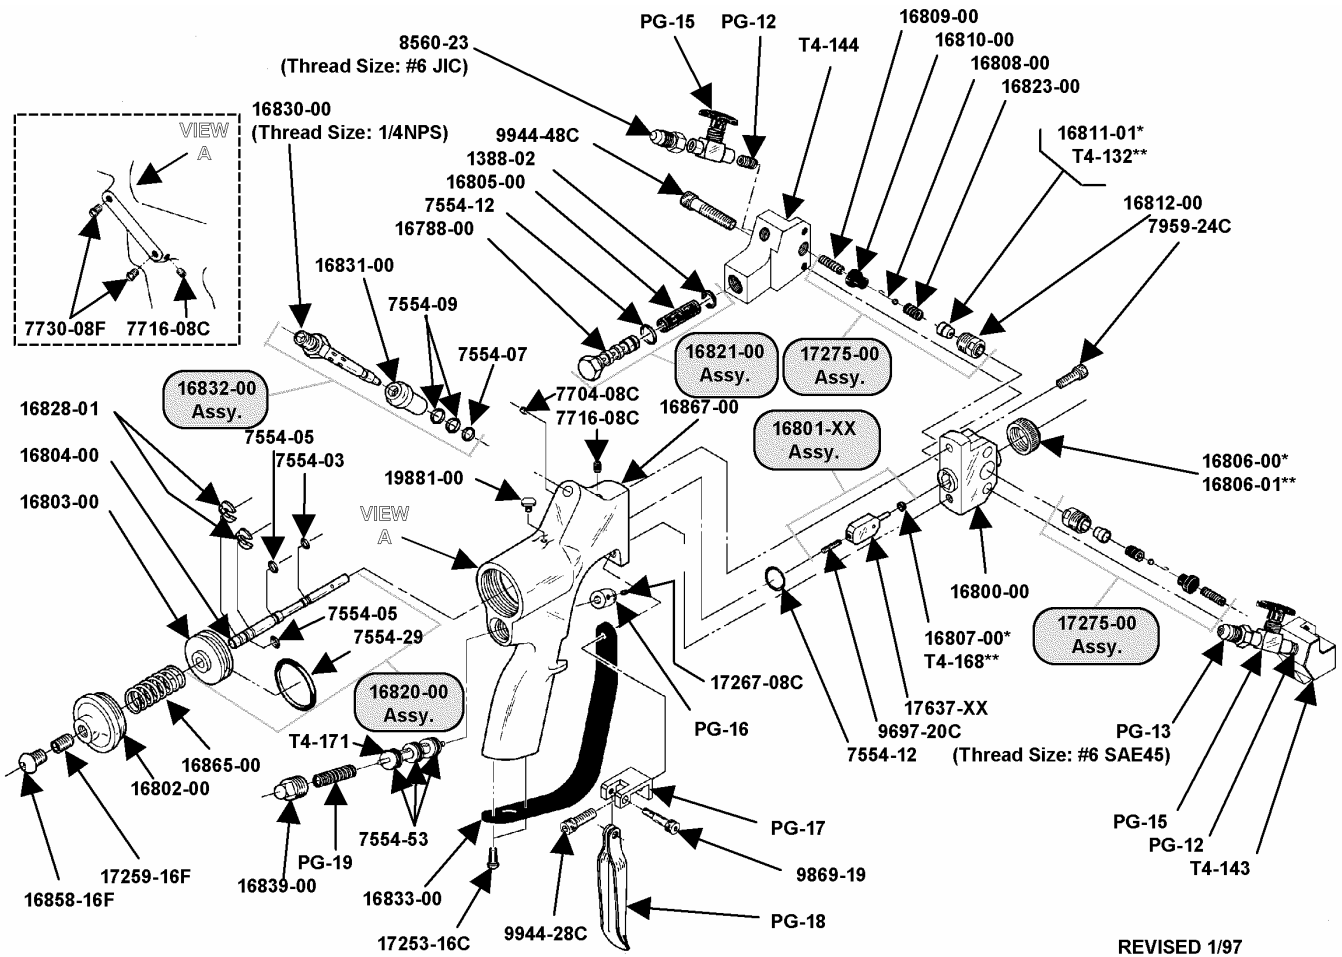 PG-15
PG-12
16809-00
16810-00
16808-00
16823-00
8560-23
(Thread Size: #6 JIC)
T4-144
16830-00
(Thread Size: 1/4NPS)
VIEW
A
7730-08F
7716-08C
9944-48C
1388-02
16805-00
7554-12
16788-00
16811-01*
T4-132**
16812-00
7959-24C
16831-00
7554-09
7554-07
16832-00
Assy.
16821-00
Assy.
17275-00
Assy.
7704-08C
7716-08C
16867-00
16801-XX
Assy.
16828-01
16804-00
16803-00
7554-05
7554-03
19881-00
VIEW
A
16806-00*
16806-01**
16800-00
7554-05
7554-29
16820-00
Assy.
17275-00
Assy.
16807-00*
T4-168**
17637-XX
9697-20C
7554-12
17267-08C
PG-16
PG-13
(Thread Size: #6 SAE45)
T4-171
16865-00
16802-00
17259-16F
16858-16F
7554-53
PG-19
16839-00
16833-00
17253-16C
9944-28C
PG-17
9869-19
PG-18
PG-15
PG-12
T4-143
REVISED 1/97